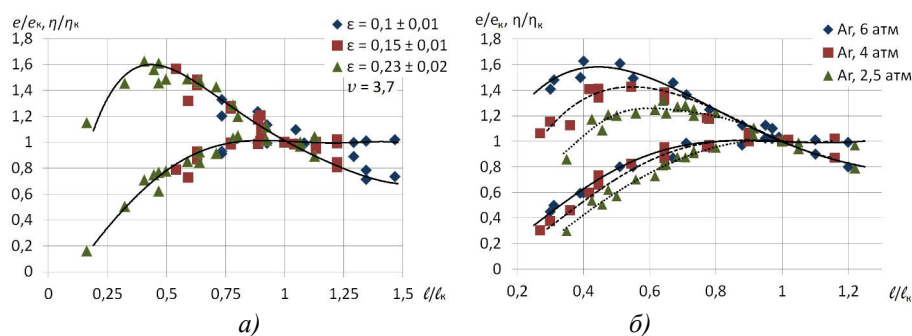 e/eк, η/ηк
ε = 0,1 ± 0,01
ε = 0,15 ± 0,01
ε = 0,23 ± 0,02
υ = 3,7
1,8
1,6
1,4
1,2
1
0,8
0,6
0,4
0,2
0
0 0,25 0,5 0,75 1 1,25 1,5
ℓ/ℓк
а)
e/eк, η/ηк
Ar, 6 атм
Ar, 4 атм
Ar, 2,5 атм
1,8
1,6
1,4
1,2
1
0,8
0,6
0,4
0,2
0
0,2 0,4 0,6 0,8 1 1,2
ℓ/ℓк
б)